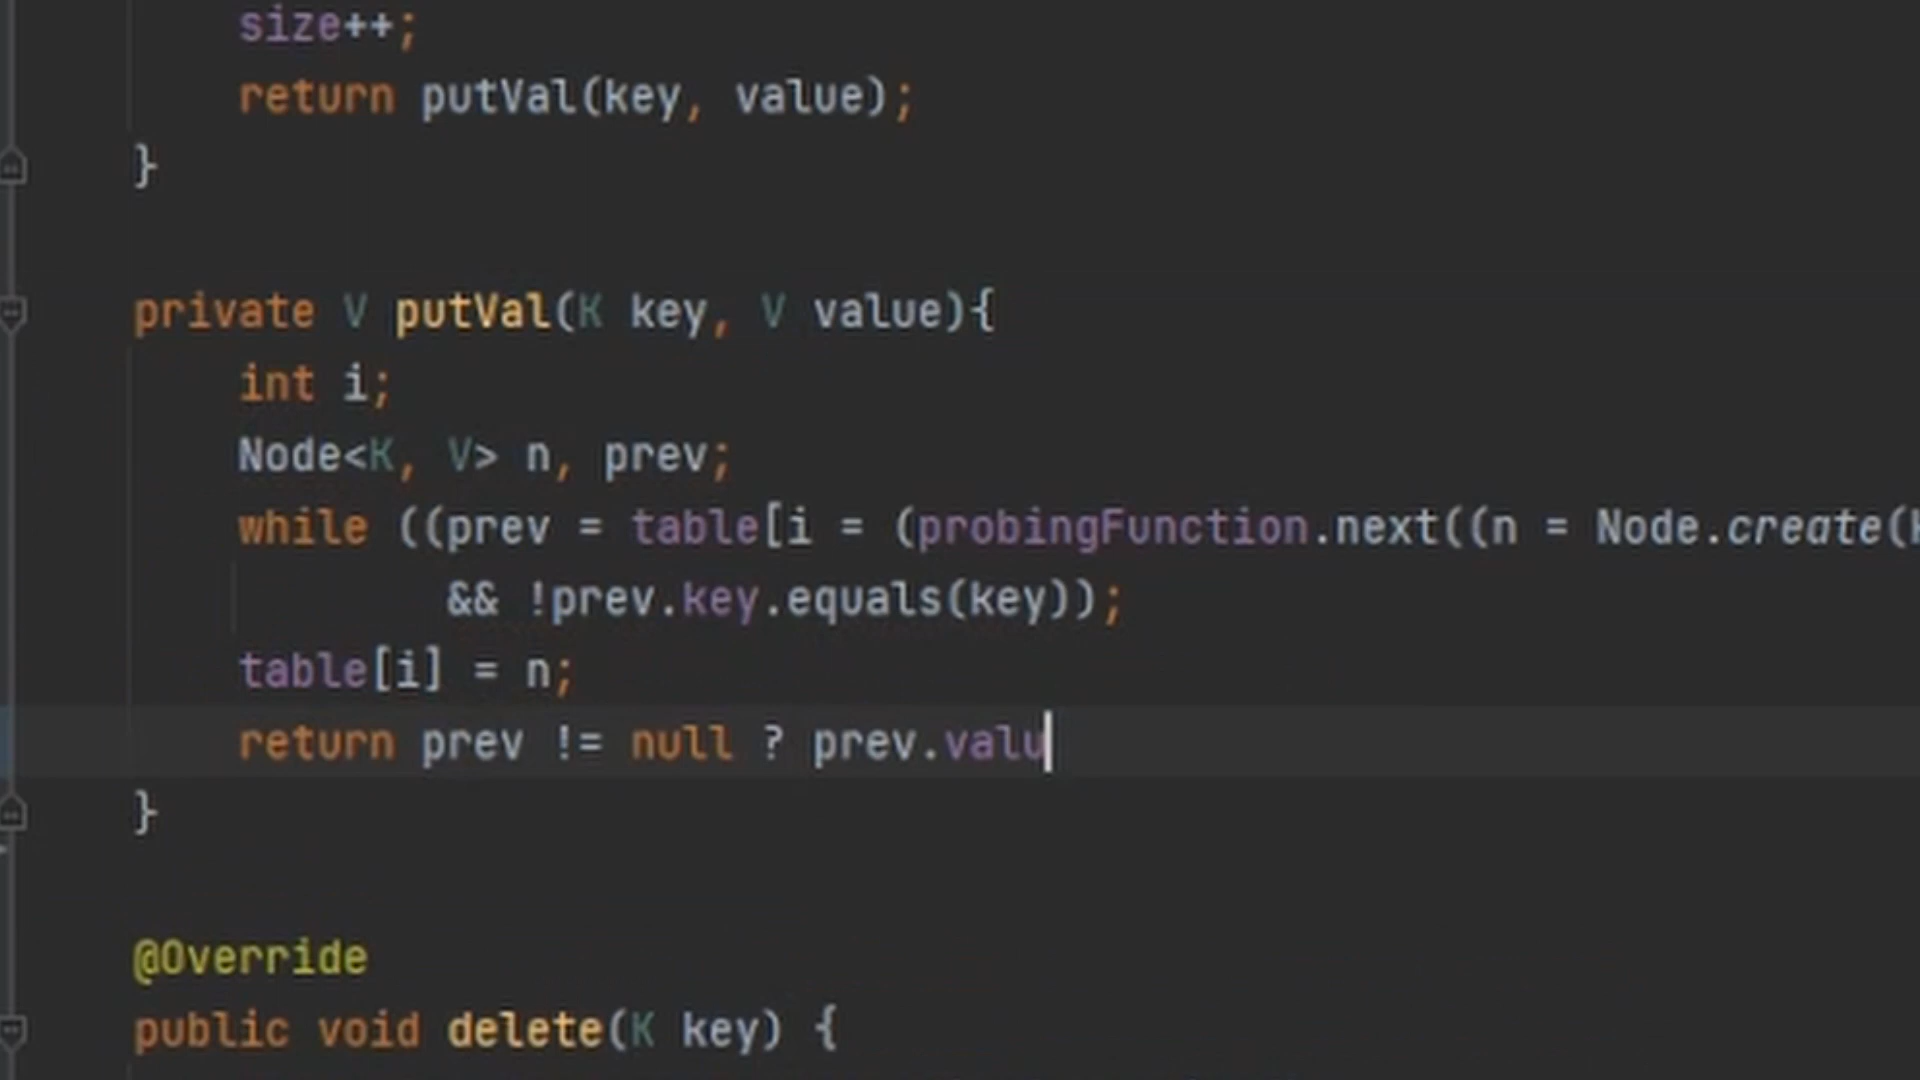 size++;
return putVal(key, value);
}
private V putVal(K key, V value){
int i;
Node<K, V> n, prev;
while ((prev = table[i = (probingFunction.next((n = Node.create(
&& !prev.key.equals(key));
table[i] = n;
return prev != null ? prev.valu
}
@Override
public void delete(K key) {